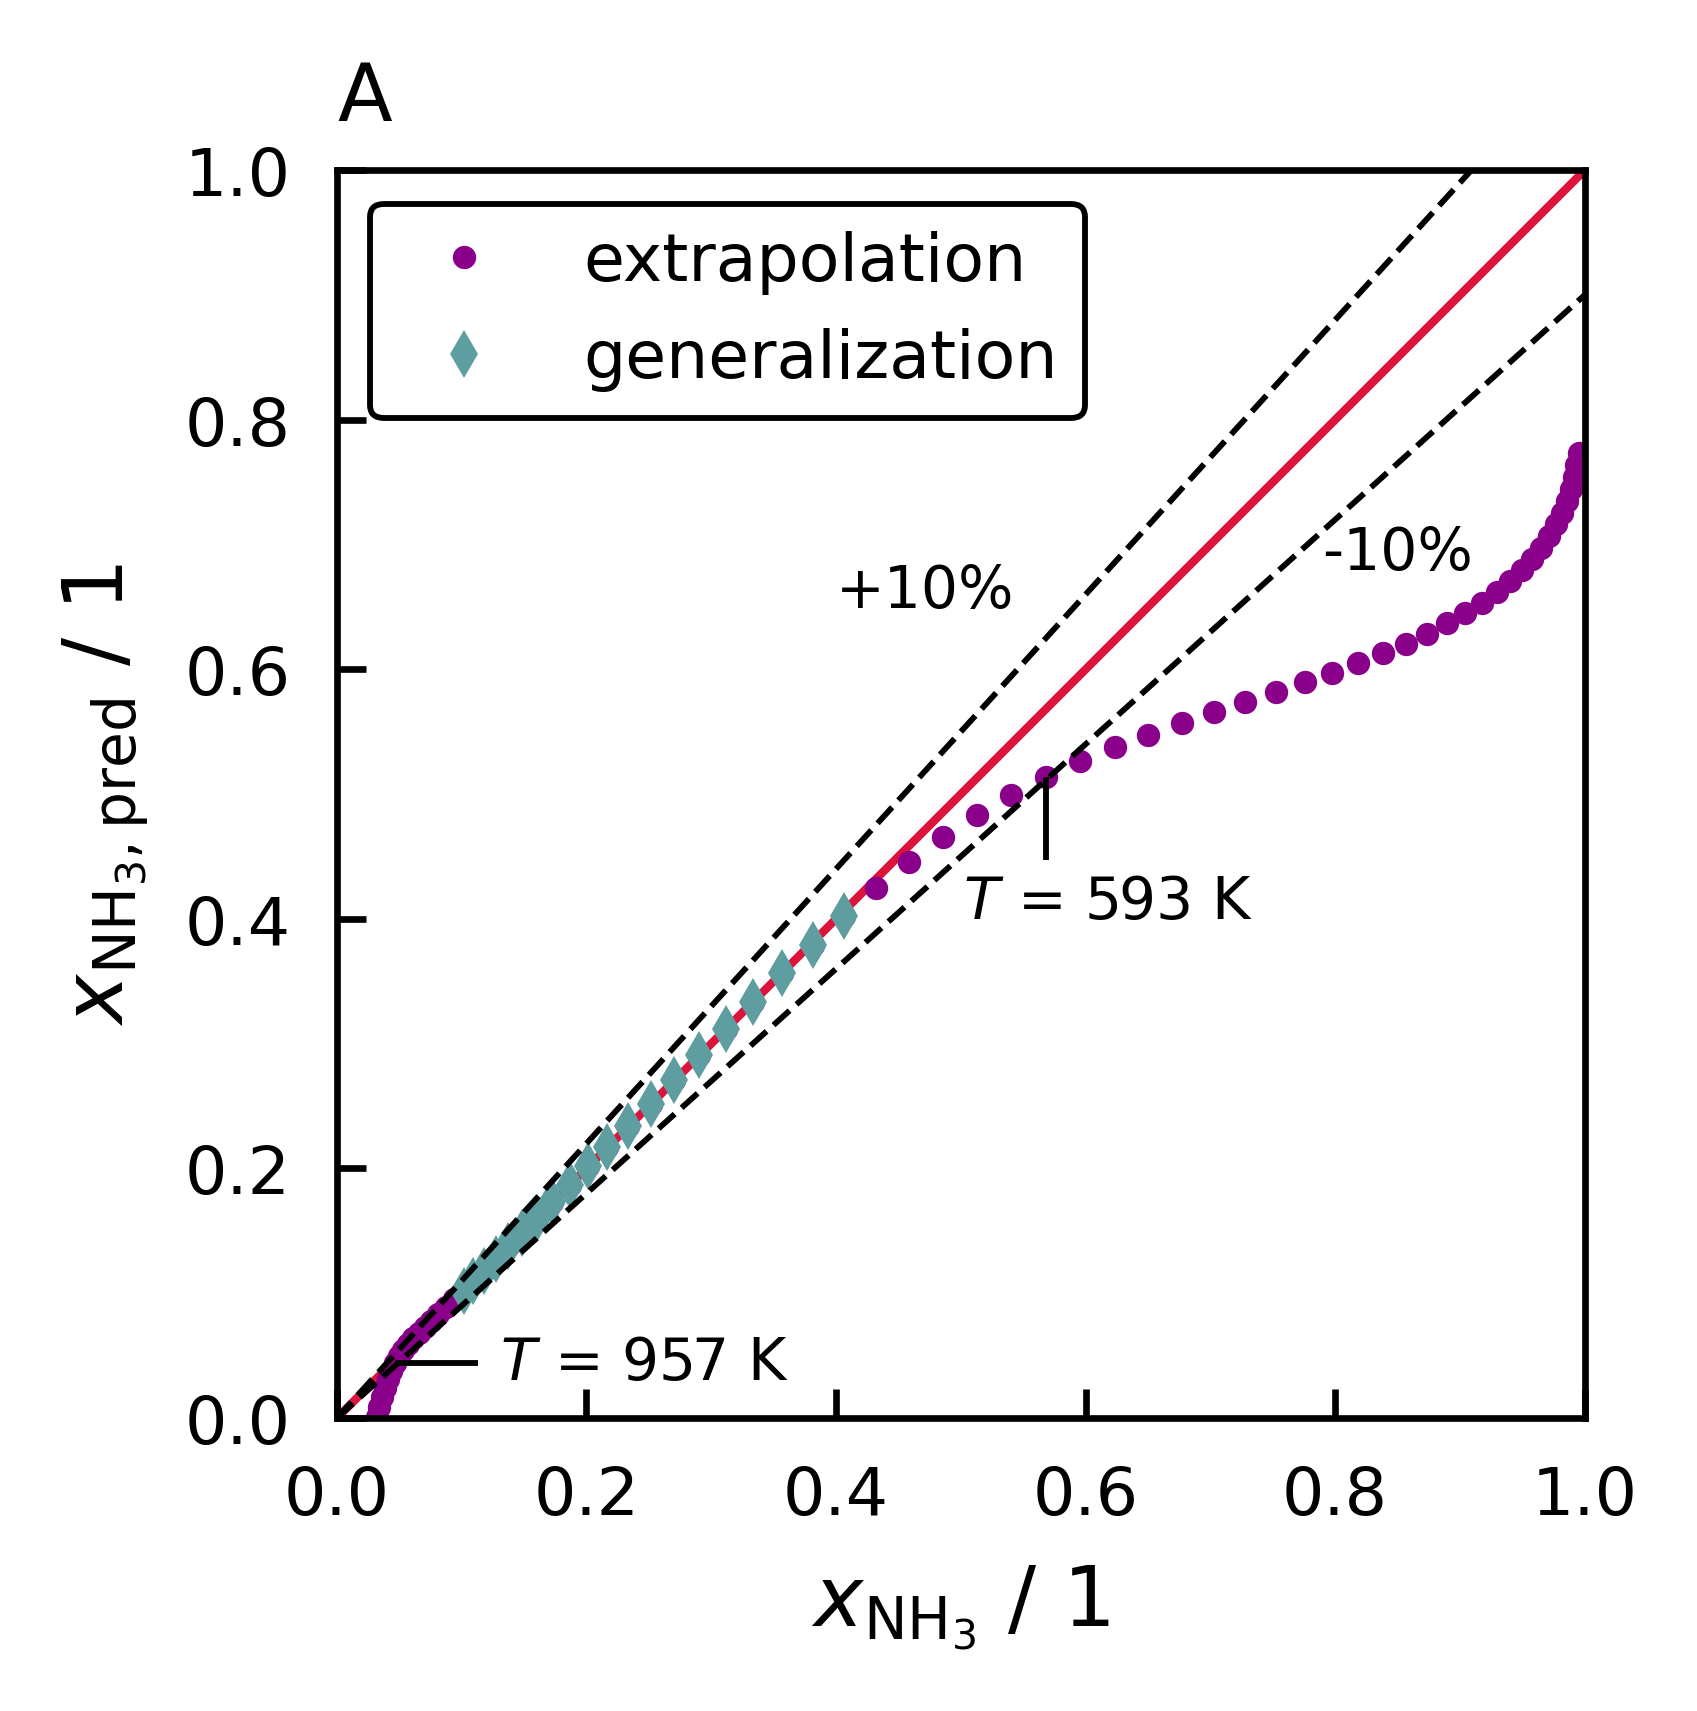 A
1.0
0.8
0.6
0.4
0.2
0.0
extrapolation
generalization
+10%
-10%
T = 593 K
T = 957 K
0.0 0.2 0.4 0.6 0.8 1.0
x_NH₃ / 1
x_NH₃,pred / 1